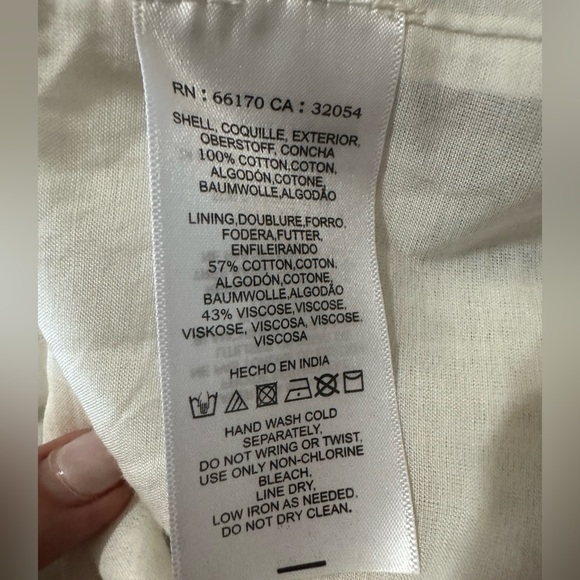 RN : 66170 CA : 32054
SHELL, COQUILLE, EXTERIOR,
OBERSTOFF, CONCHA
100% COTTON,COTON,
ALGODÓN,COTONE,
BAUMWOLLE,ALGODÃO
LINING,DOUBLURE,FORRO,
FODERA,FUTTER,
ENFILEIRANDO
57% COTTON,COTON,
ALGODÓN,COTONE,
BAUMWOLLE,ALGODÃO
43% VISCOSE,VISCOSE,
VISKOSE, VISCOSA, VISCOSE,
VISCOSA
HECHO EN INDIA
HAND WASH COLD
SEPARATELY,
DO NOT WRING OR TWIST,
USE ONLY NON-CHLORINE
BLEACH,
LINE DRY,
LOW IRON AS NEEDED,
DO NOT DRY CLEAN.